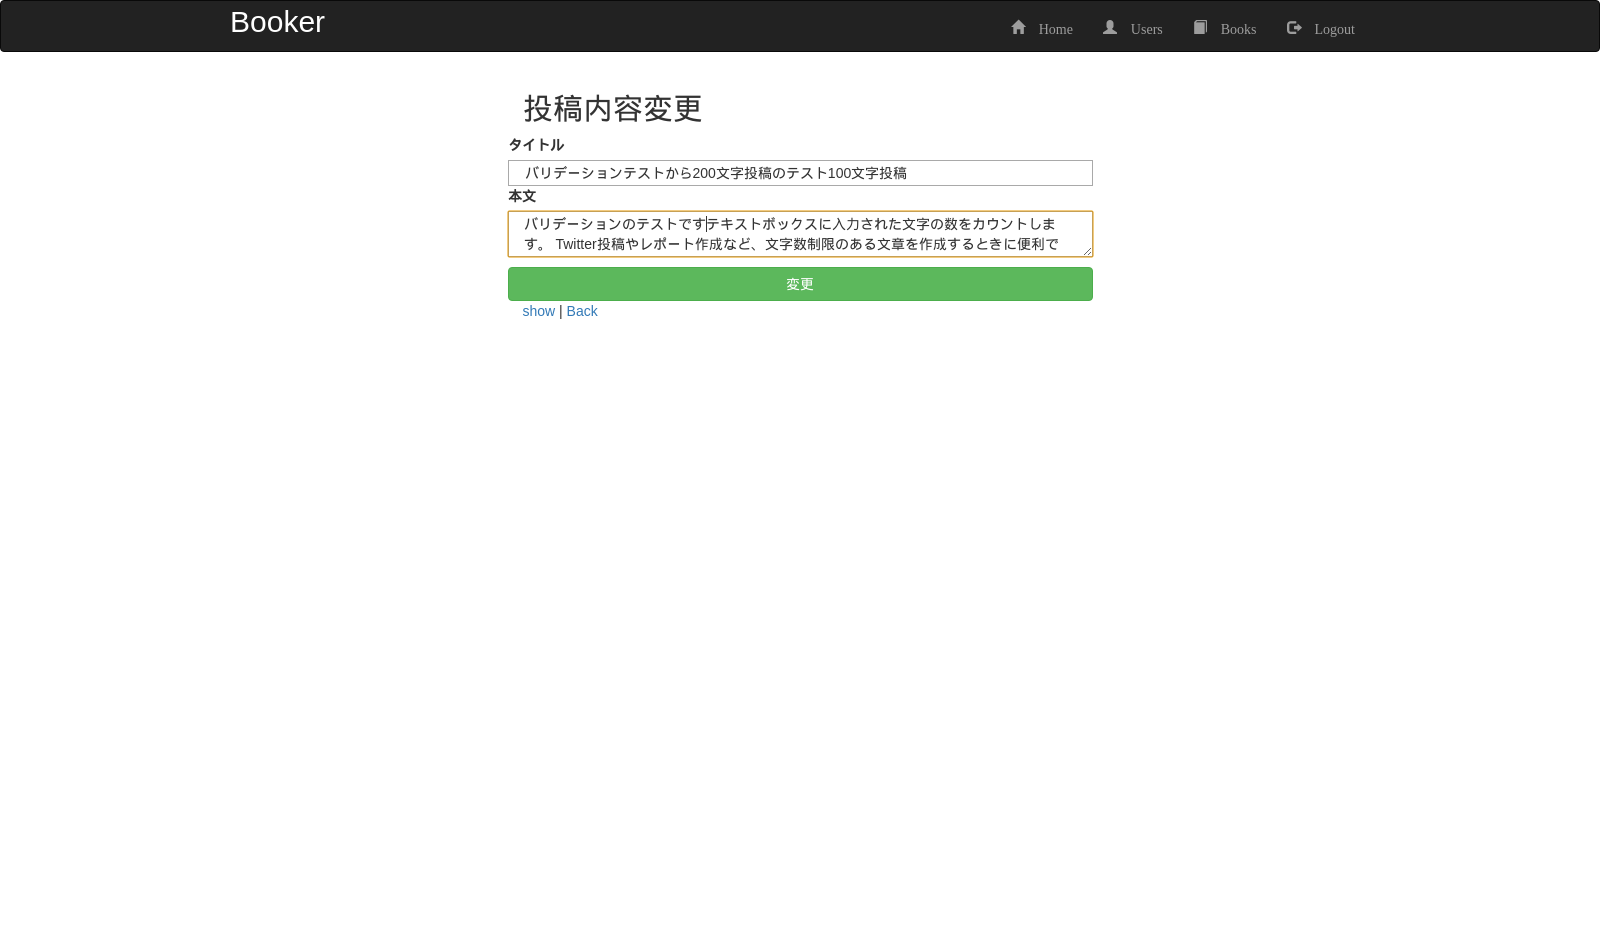 Booker
Home Users Books Logout
投稿内容変更
タイトル
バリデーションテストから200文字投稿のテスト100文字投稿
本文
バリデーションのテストですテキストボックスに入力された文字の数をカウントしま
す。 Twitter投稿やレポート作成など、文字数制限のある文章を作成するときに便利で
変更
show | Back